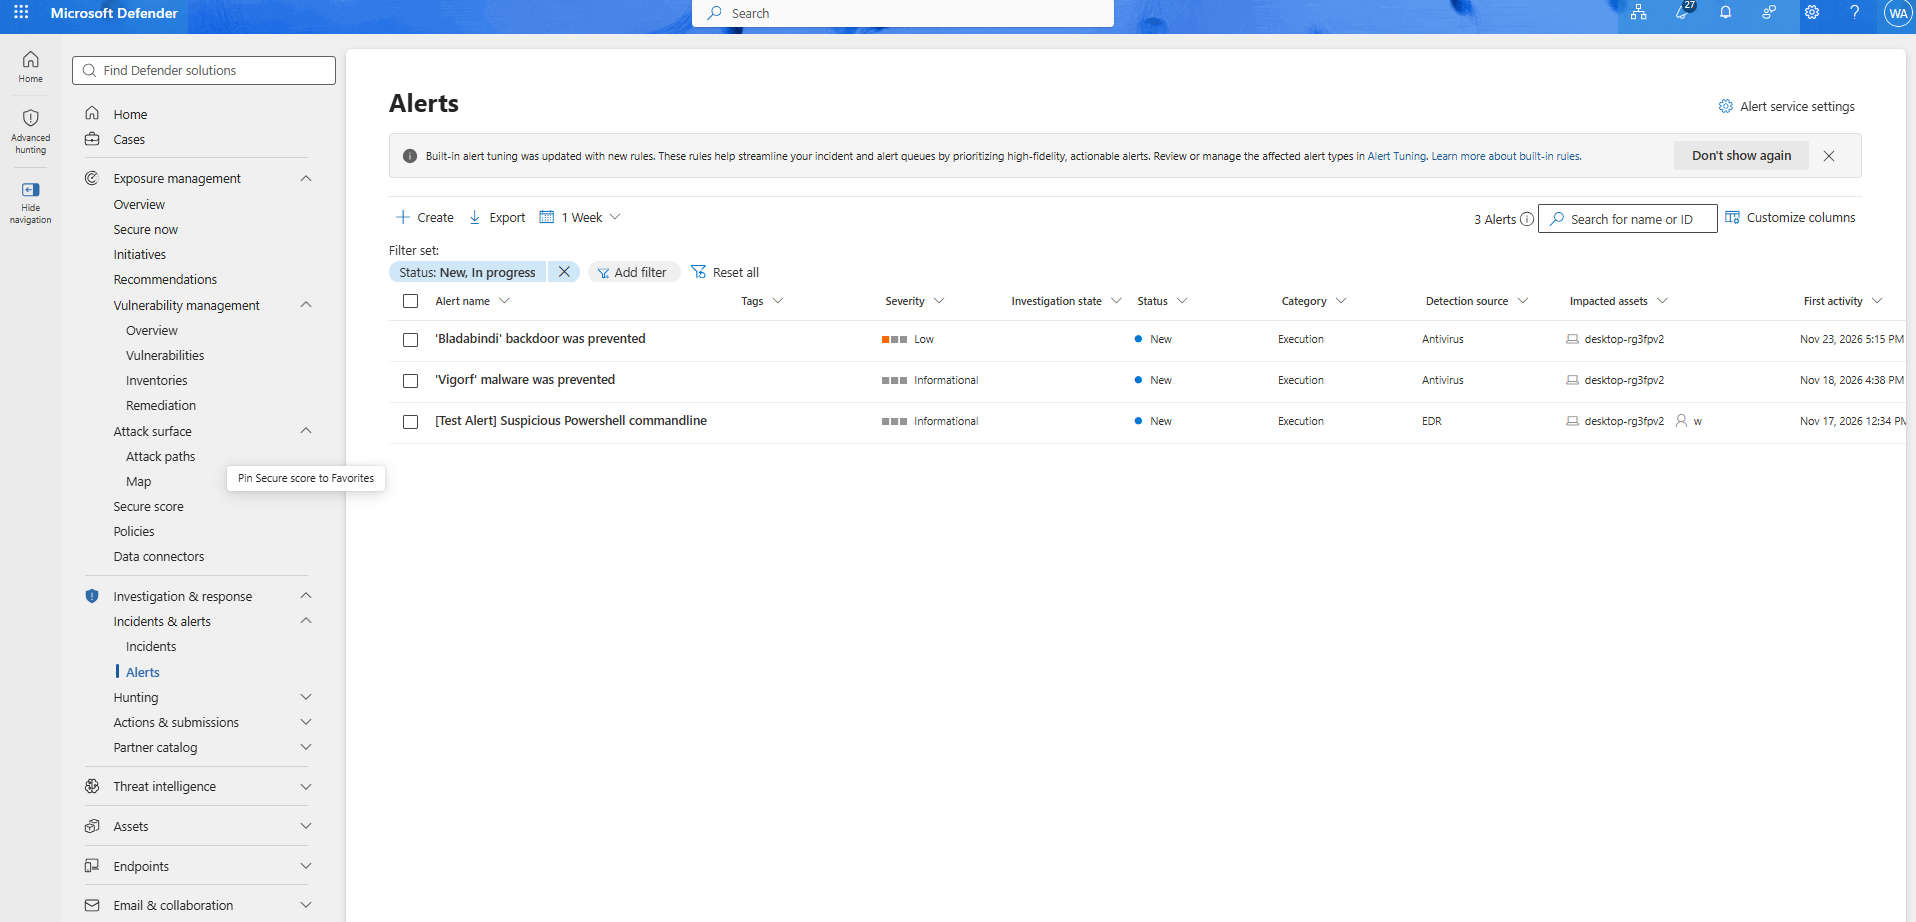 Microsoft Defender
Search
27
WA
Home
Advanced
hunting
Hide
navigation
Find Defender solutions
Home
Cases
Exposure management
Overview
Secure now
Initiatives
Recommendations
Vulnerability management
Overview
Vulnerabilities
Inventories
Remediation
Attack surface
Attack paths
Map
Pin Secure score to Favorites
Secure score
Policies
Data connectors
Investigation & response
Incidents & alerts
Incidents
Alerts
Hunting
Actions & submissions
Partner catalog
Threat intelligence
Assets
Endpoints
Email & collaboration
Alerts
Alert service settings
Built-in alert tuning was updated with new rules. These rules help streamline your incident and alert queues by prioritizing high-fidelity, actionable alerts. Review or manage the affected alert types in Alert Tuning. Learn more about built-in rules.
Don't show again
Create Export 1 Week
3 Alerts Search for name or ID Customize columns
Filter set:
Status: New, In progress Add filter Reset all
Alert name Tags Severity Investigation state Status Category Detection source Impacted assets First activity
'Bladabindi' backdoor was prevented Low New Execution Antivirus desktop-rg3fpv2 Nov 23, 2026 5:15 PM
'Vigorf' malware was prevented Informational New Execution Antivirus desktop-rg3fpv2 Nov 18, 2026 4:38 PM
[Test Alert] Suspicious Powershell commandline Informational New Execution EDR desktop-rg3fpv2 w Nov 17, 2026 12:34 PM